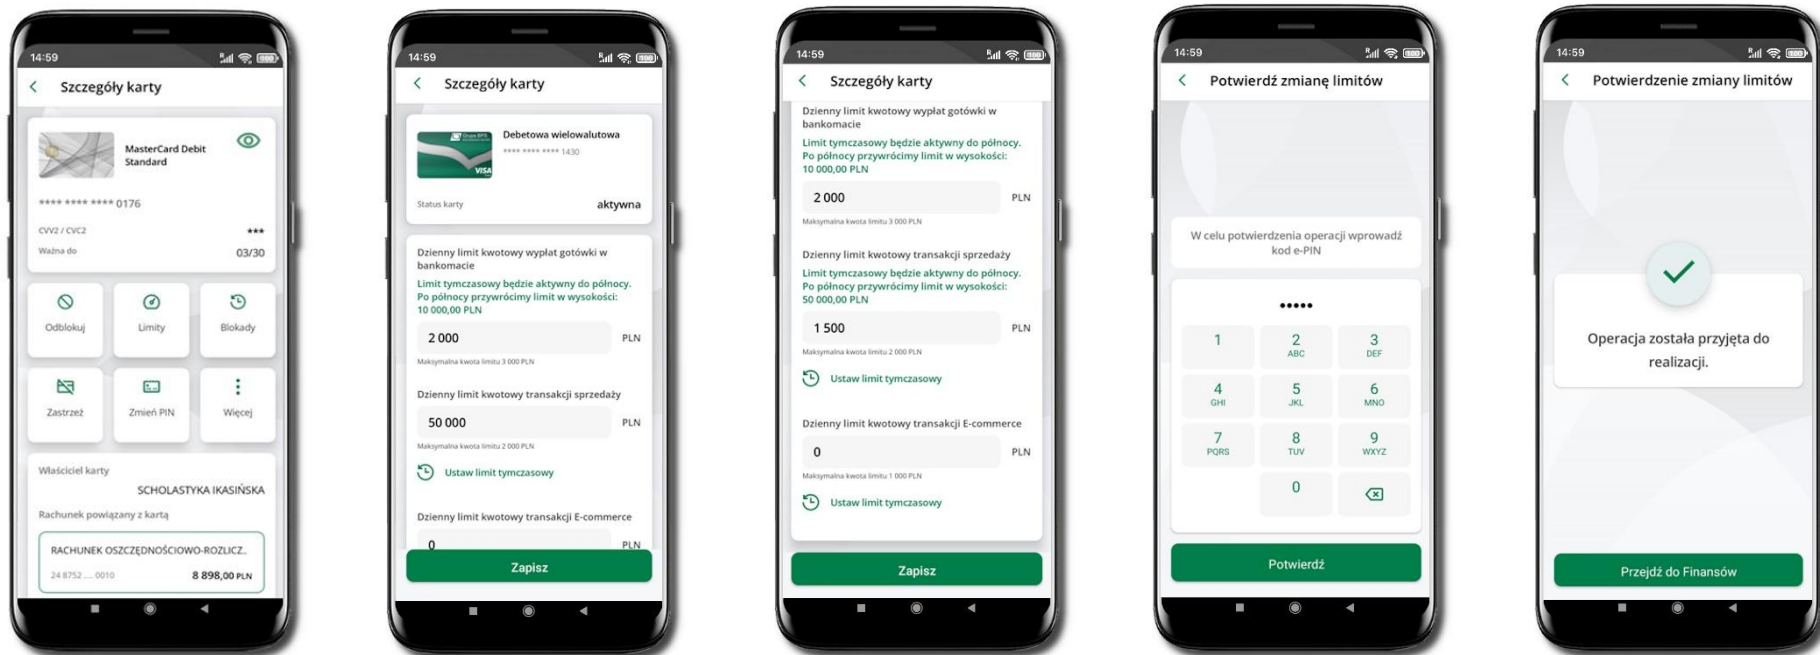 14:59
Szczegóły karty
MasterCard Debit
Standard
**** **** **** 0176
CVV2 / CVC2
***
Ważna do
03/30
Odblokuj
Limity
Blokady
Zastrzeż
Zmień PIN
Więcej
Właściciel karty
SCHOLASTYKA IKASIŃSKA
Rachunek powiązany z kartą
RACHUNEK OSZCZĘDNOŚCIOWO-ROZLICZ..
24 8752 .... 0010
8 898,00 PLN
14:59
Szczegóły karty
Grupa BPS
VISA
Debetowa wielowalutowa
**** **** **** 1430
Status karty
aktywna
Dzienny limit kwotowy wypłat gotówki w
bankomacie
Limit tymczasowy będzie aktywny do północy.
Po północy przywrócimy limit w wysokości:
10 000,00 PLN
2 000
PLN
Maksymalna kwota limitu 3 000 PLN
Dzienny limit kwotowy transakcji sprzedaży
50 000
PLN
Maksymalna kwota limitu 2 000 PLN
Ustaw limit tymczasowy
Dzienny limit kwotowy transakcji E-commerce
0
PLN
Zapisz
14:59
Szczegóły karty
Dzienny limit kwotowy wypłat gotówki w
bankomacie
Limit tymczasowy będzie aktywny do północy.
Po północy przywrócimy limit w wysokości:
10 000,00 PLN
2 000
PLN
Maksymalna kwota limitu 3 000 PLN
Dzienny limit kwotowy transakcji sprzedaży
Limit tymczasowy będzie aktywny do północy.
Po północy przywrócimy limit w wysokości:
50 000,00 PLN
1 500
PLN
Maksymalna kwota limitu 2 000 PLN
Ustaw limit tymczasowy
Dzienny limit kwotowy transakcji E-commerce
0
PLN
Maksymalna kwota limitu 1 000 PLN
Ustaw limit tymczasowy
Zapisz
14:59
Potwierdź zmianę limitów
W celu potwierdzenia operacji wprowadź
kod e-PIN
•••••
1
2
3
ABC
DEF
4
5
6
GHI
JKL
MNO
7
8
9
PQRS
TUV
WXYZ
0
Potwierdź
14:59
Potwierdzenie zmiany limitów
Operacja została przyjęta do
realizacji.
Przejdź do Finansów